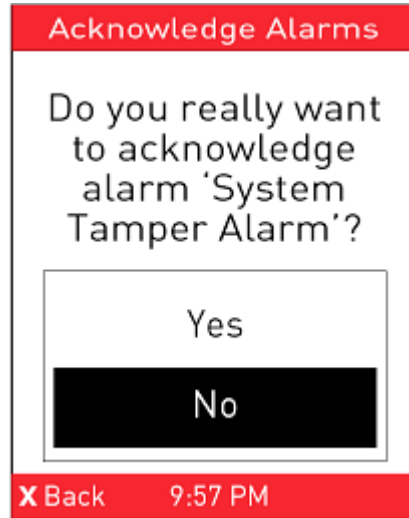 Acknowledge Alarms
Do you really want
to acknowledge
alarm ‘System
Tamper Alarm’?
Yes
No
X Back 9:57 PM